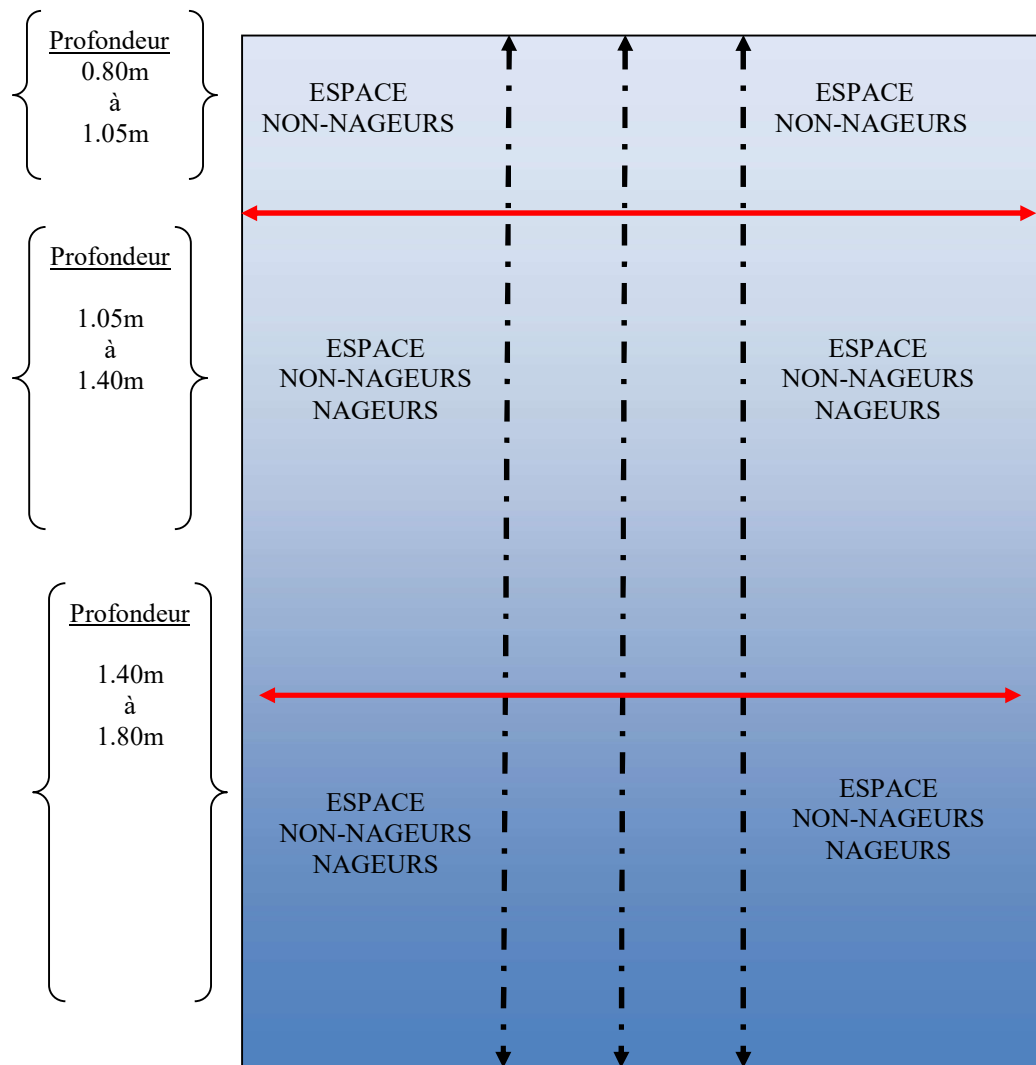 Profondeur
0.80m
à
1.05m
ESPACE
NON-NAGEURS
ESPACE
NON-NAGEURS
Profondeur
1.05m
à
1.40m
ESPACE
NON-NAGEURS
NAGEURS
ESPACE
NON-NAGEURS
NAGEURS
Profondeur
1.40m
à
1.80m
ESPACE
NON-NAGEURS
NAGEURS
ESPACE
NON-NAGEURS
NAGEURS